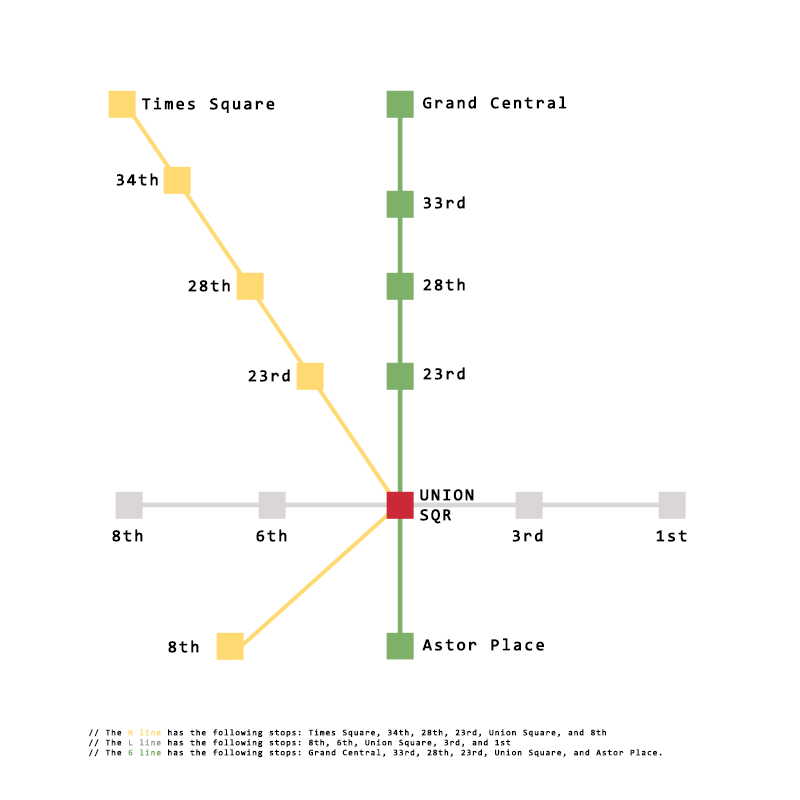 Times Square
Grand Central
34th
33rd
28th
28th
23rd
23rd
UNION
SQR
8th
6th
3rd
1st
8th
Astor Place
// The N line has the following stops: Times Square, 34th, 28th, 23rd, Union Square, and 8th
// The L line has the following stops: 8th, 6th, Union Square, 3rd, and 1st
// The 6 line has the following stops: Grand Central, 33rd, 28th, 23rd, Union Square, and Astor Place.